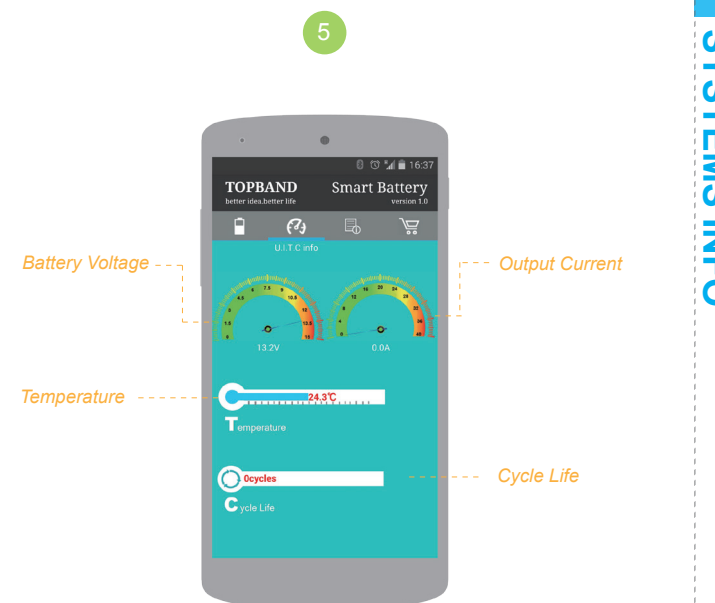 5
SYSTEMS INFO
16:37
TOPBAND
better idea,better life
Smart Battery
version 1.0
U.I.T.C info
Battery Voltage
Output Current
13.2V
0.0A
Temperature
24.3℃
Temperature
0cycles
Cycle Life
Cycle Life